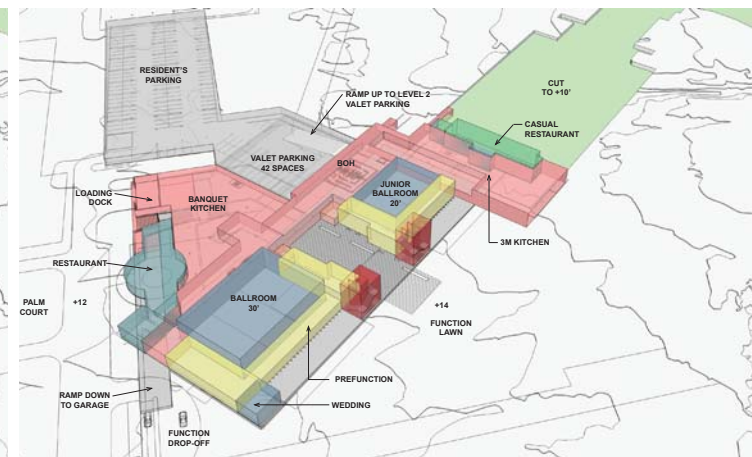 RESIDENT'S
PARKING
RAMP UP TO LEVEL 2
VALET PARKING
CUT
TO +10'
CASUAL
RESTAURANT
VALET PARKING
42 SPACES
BOH
JUNIOR
BALLROOM
20'
LOADING
DOCK
BANQUET
KITCHEN
3M KITCHEN
RESTAURANT
PALM
COURT
+12
BALLROOM
30'
+14
FUNCTION
LAWN
PREFUNCTION
RAMP DOWN
TO GARAGE
WEDDING
FUNCTION
DROP-OFF